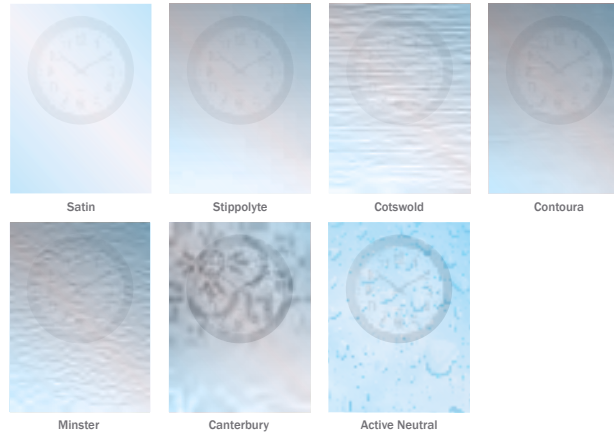 Satin
Stippolyte
Cotswold
Contoura
Minster
Canterbury
Active Neutral